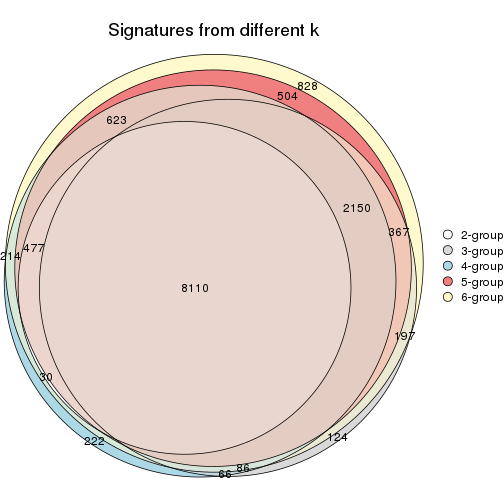 Signatures from different k
828
504
623
2150
367
477
214
8110
197
30
124
222
86
66
2-group
3-group
4-group
5-group
6-group